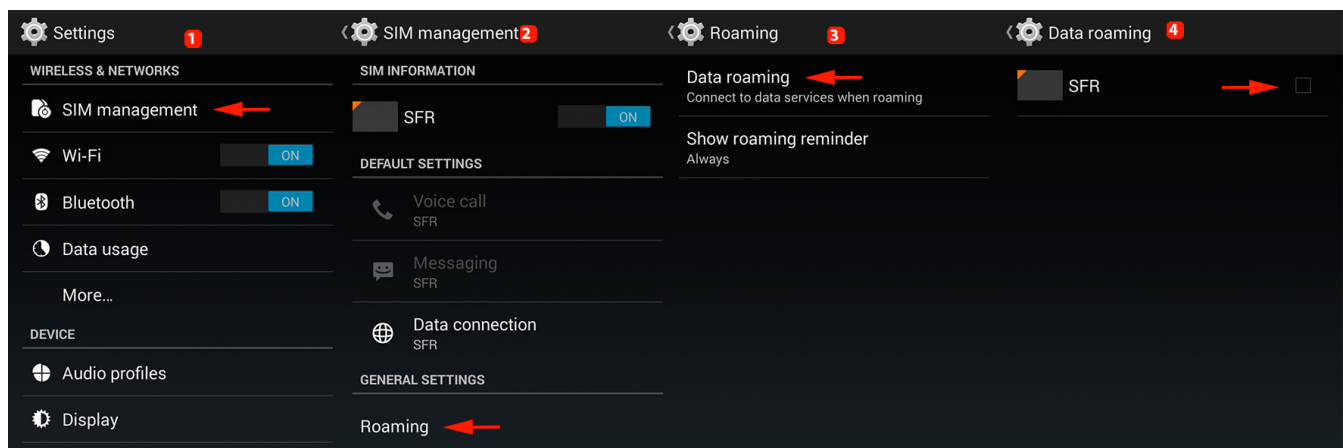 Settings
1
WIRELESS & NETWORKS
SIM management
Wi-Fi
ON
Bluetooth
ON
Data usage
More...
DEVICE
Audio profiles
Display
SIM management
2
SIM INFORMATION
SFR
ON
DEFAULT SETTINGS
Voice call
SFR
Messaging
SFR
Data connection
SFR
GENERAL SETTINGS
Roaming
Roaming
3
Data roaming
Connect to data services when roaming
Show roaming reminder
Always
Data roaming
4
SFR